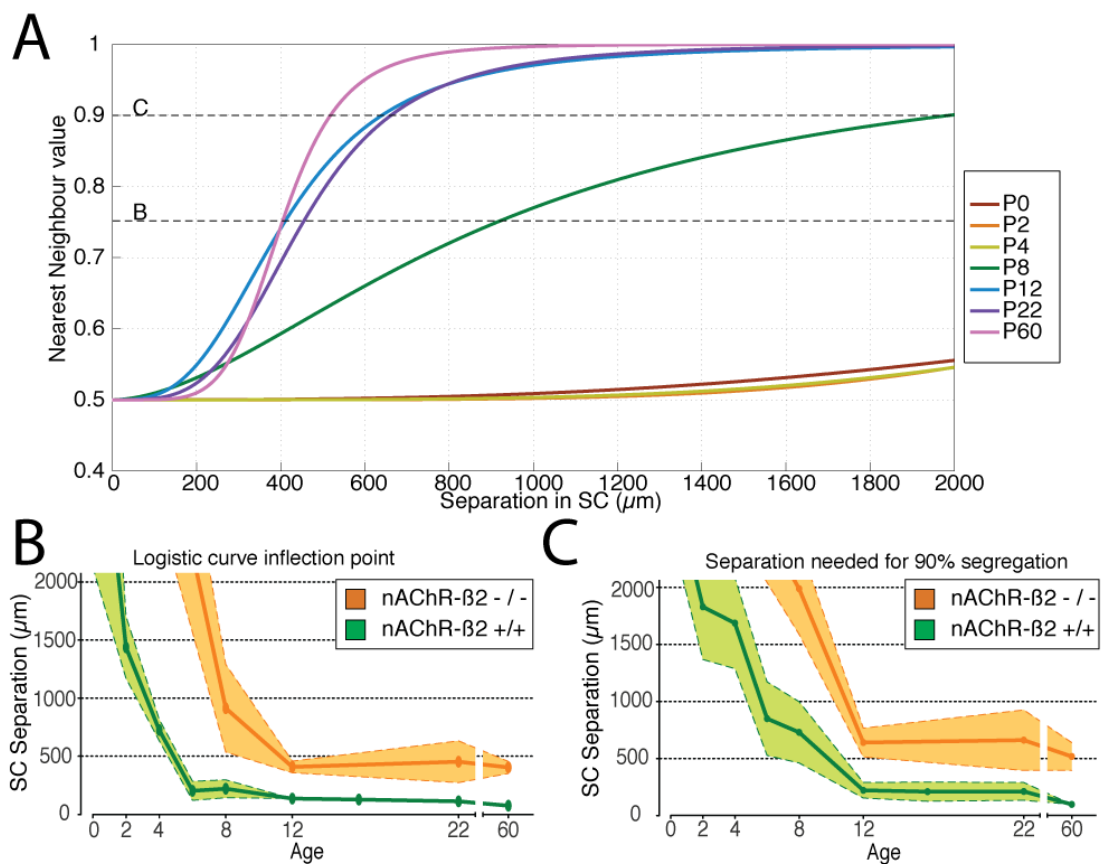 A
Nearest Neighbour value
1
0.9
0.8
0.7
0.6
0.5
0.4
C
B
0 200 400 600 800 1000 1200 1400 1600 1800 2000
Separation in SC (µm)
P0
P2
P4
P8
P12
P22
P60
B
Logistic curve inflection point
SC Separation (µm)
2000
1500
1000
500
0
nAChR-ß2 - / -
nAChR-ß2 +/+
0 2 4 8 12 22 60
Age
C
Separation needed for 90% segregation
SC Separation (µm)
2000
1500
1000
500
0
nAChR-ß2 - / -
nAChR-ß2 +/+
0 2 4 8 12 22 60
Age